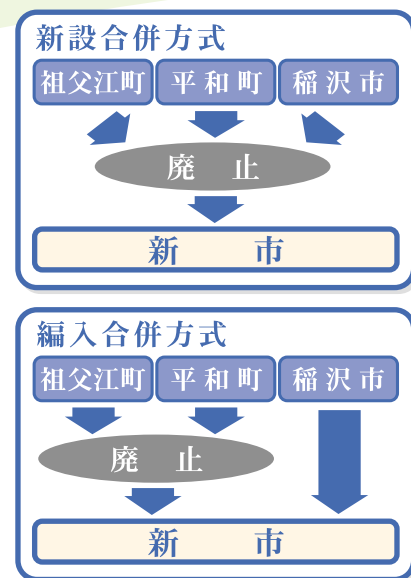 新設合併方式
祖父江町 平和町 稲沢市
廃 止
新 市
編入合併方式
祖父江町 平和町 稲沢市
廃 止
新 市